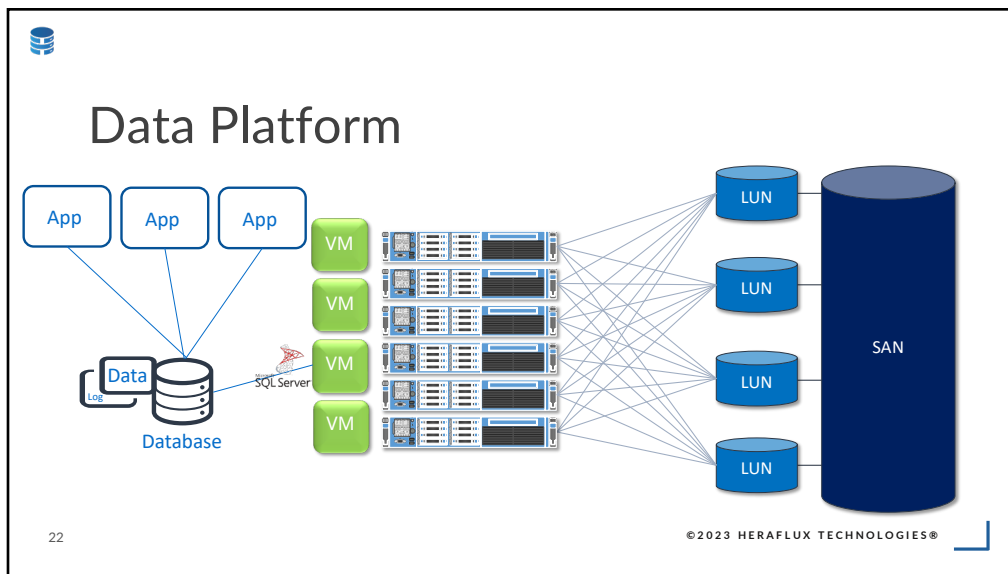 Data Platform
App
App
App
VM
VM
VM
VM
Microsoft
SQL Server
Data
Log
Database
LUN
LUN
LUN
LUN
SAN
22
©2023 HERAFLUX TECHNOLOGIES®